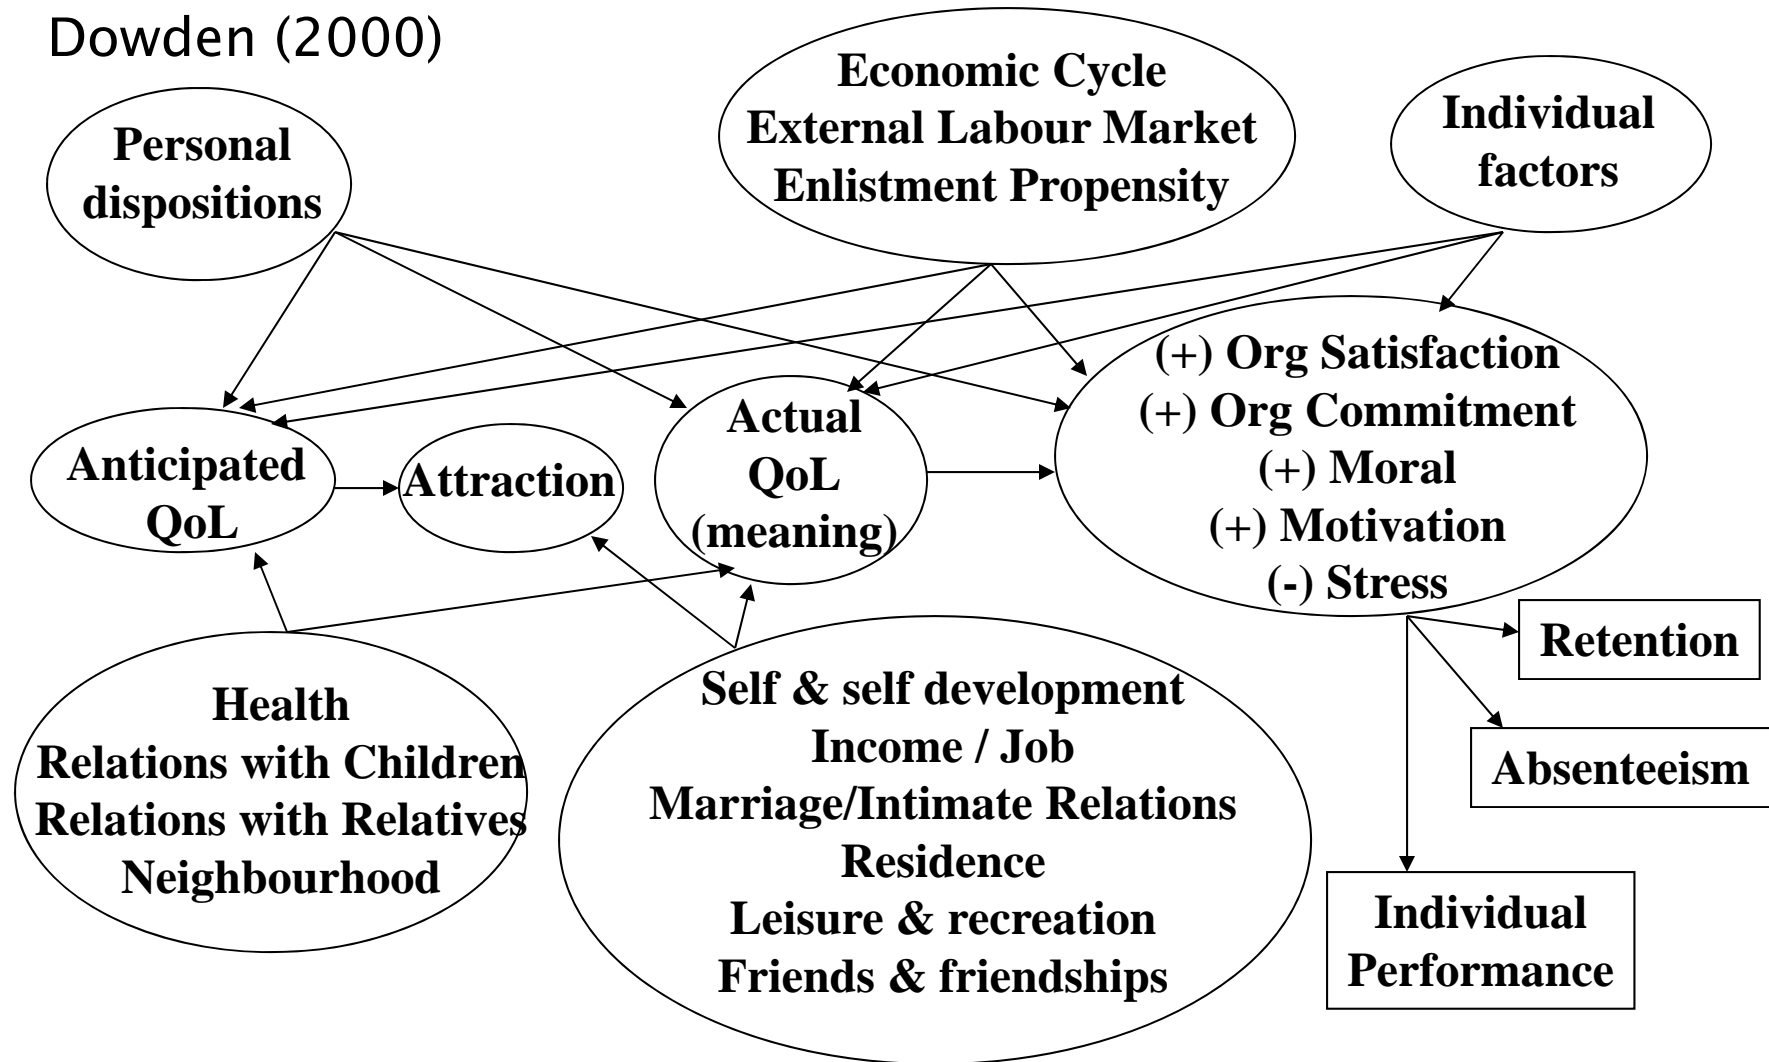 Dowden (2000)
Personal
dispositions
Economic Cycle
External Labour Market
Enlistment Propensity
Individual
factors
Anticipated
QoL
Attraction
Actual
QoL
(meaning)
(+) Org Satisfaction
(+) Org Commitment
(+) Moral
(+) Motivation
(-) Stress
Health
Relations with Children
Relations with Relatives
Neighbourhood
Self & self development
Income / Job
Marriage/Intimate Relations
Residence
Leisure & recreation
Friends & friendships
Retention
Absenteeism
Individual
Performance